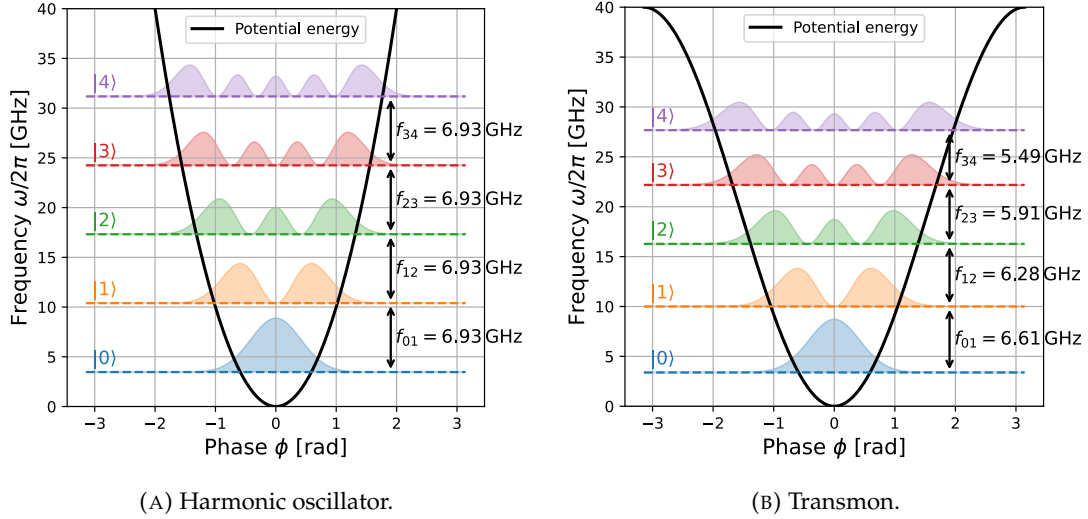 Potential energy
Frequency ω/2π [GHz]
40
35
30
25
20
15
10
5
0
|4⟩
|3⟩
|2⟩
|1⟩
|0⟩
f34 = 6.93 GHz
f23 = 6.93 GHz
f12 = 6.93 GHz
f01 = 6.93 GHz
−3 −2 −1 0 1 2 3
Phase ϕ [rad]
(A) Harmonic oscillator.
Potential energy
Frequency ω/2π [GHz]
40
35
30
25
20
15
10
5
0
|4⟩
|3⟩
|2⟩
|1⟩
|0⟩
f34 = 5.49 GHz
f23 = 5.91 GHz
f12 = 6.28 GHz
f01 = 6.61 GHz
−3 −2 −1 0 1 2 3
Phase ϕ [rad]
(B) Transmon.